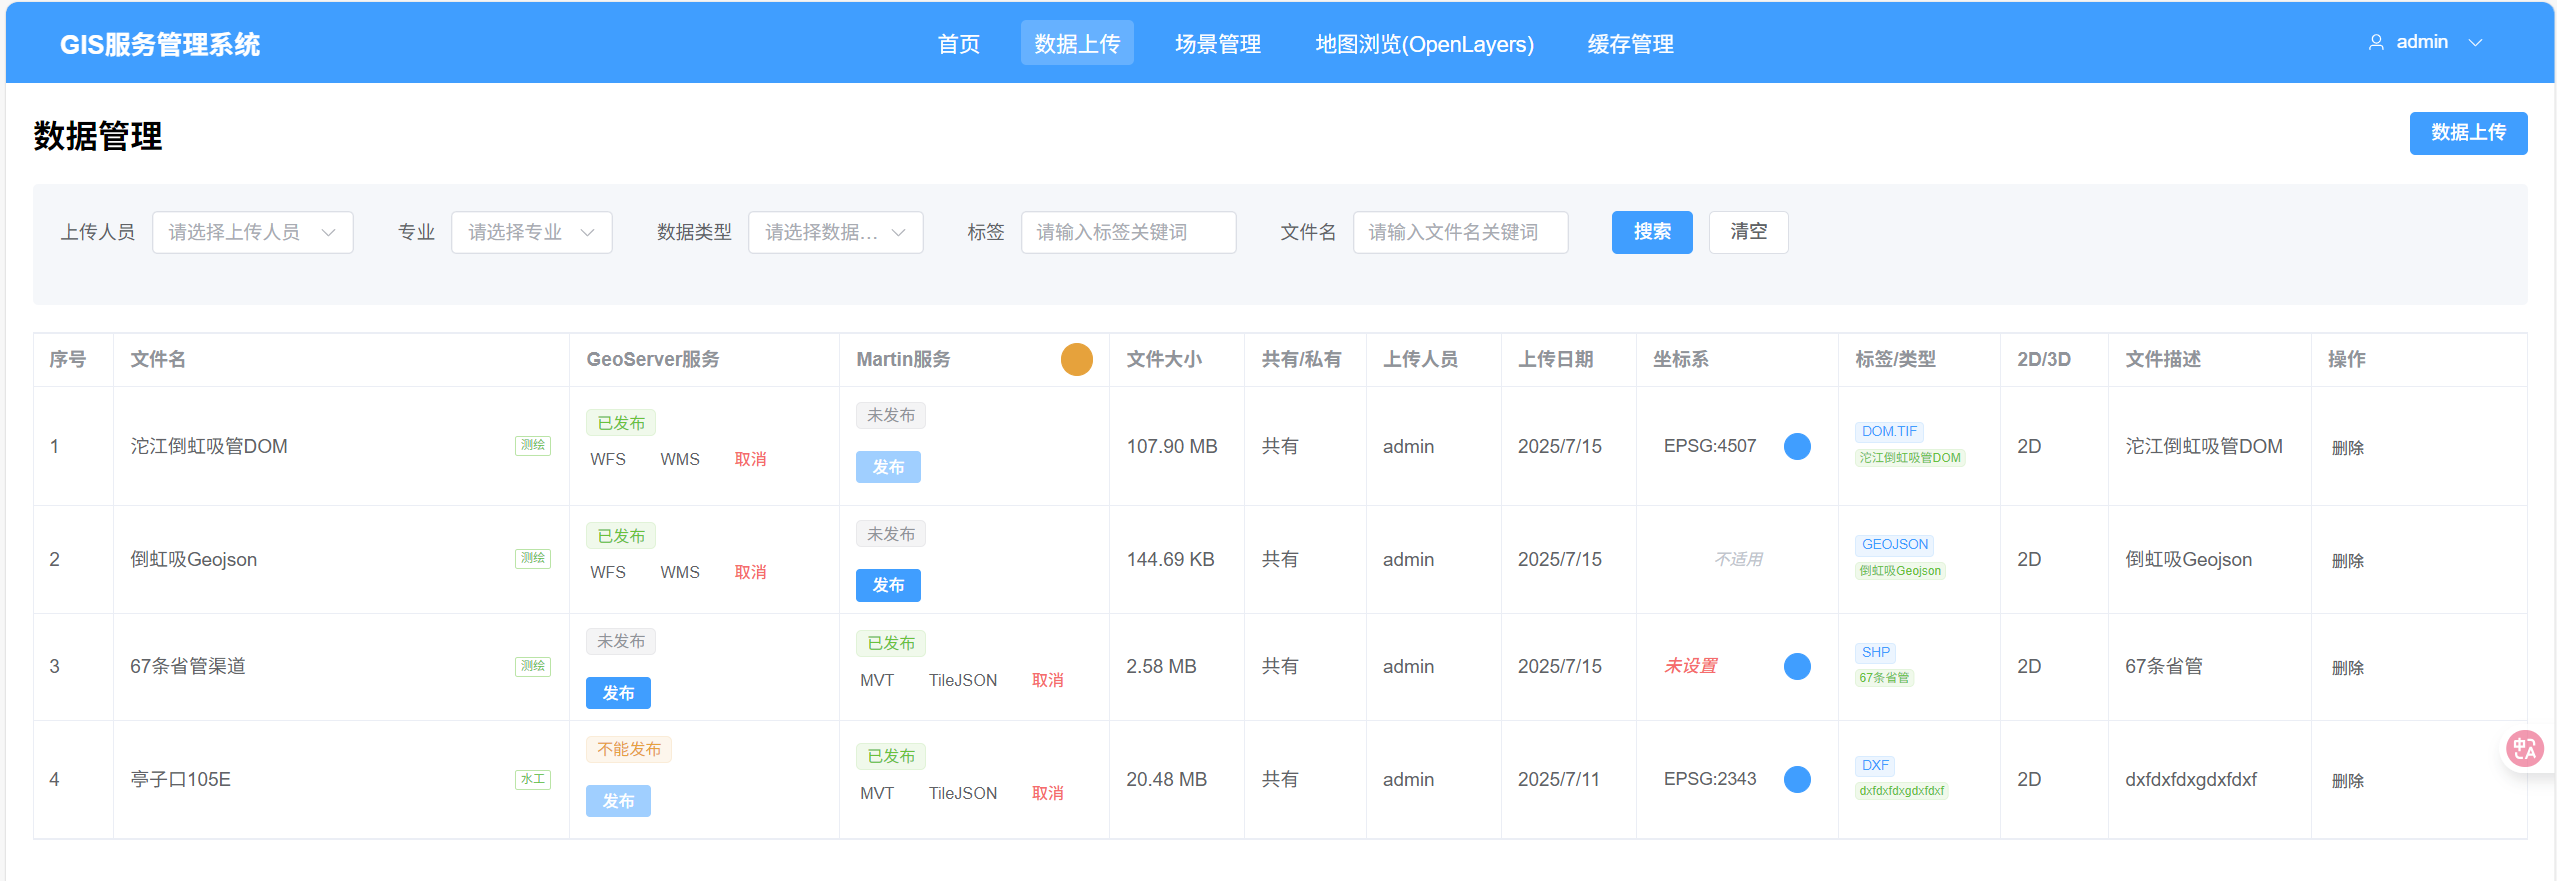 GIS服务管理系统 首页 数据上传 场景管理 地图浏览(OpenLayers) 缓存管理 admin
数据管理 数据上传
上传人员 请选择上传人员 专业 请选择专业 数据类型 请选择数据... 标签 请输入标签关键词 文件名 请输入文件名关键词 搜索 清空
序号 文件名 GeoServer服务 Martin服务 文件大小 共有/私有 上传人员 上传日期 坐标系 标签/类型 2D/3D 文件描述 操作
1 沱江倒虹吸管DOM 测绘 已发布 WFS WMS 取消 未发布 发布 107.90 MB 共有 admin 2025/7/15 EPSG:4507 DOM.TIF 沱江倒虹吸管DOM 2D 沱江倒虹吸管DOM 删除
2 倒虹吸Geojson 测绘 已发布 WFS WMS 取消 未发布 发布 144.69 KB 共有 admin 2025/7/15 不适用 GEOJSON 倒虹吸Geojson 2D 倒虹吸Geojson 删除
3 67条省管渠道 测绘 未发布 发布 已发布 MVT TileJSON 取消 2.58 MB 共有 admin 2025/7/15 未设置 SHP 67条省管 2D 67条省管 删除
4 亭子口105E 水工 不能发布 发布 已发布 MVT TileJSON 取消 20.48 MB 共有 admin 2025/7/11 EPSG:2343 DXF dxfdxfdxgdxfdxf 2D dxfdxfdxgdxfdxf 删除
中 A